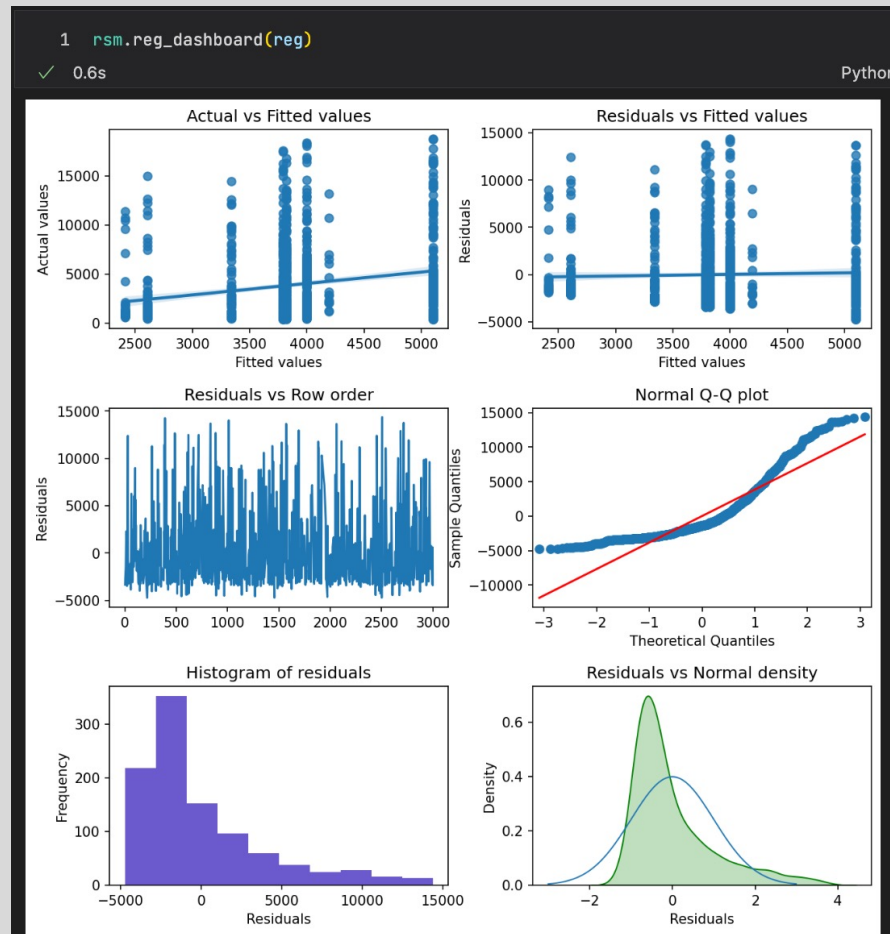 1 rsm.reg_dashboard(reg)
0.6s Python
Actual vs Fitted values
Actual values
15000
10000
5000
0
2500 3000 3500 4000 4500 5000
Fitted values
Residuals vs Fitted values
Residuals
15000
10000
5000
0
−5000
2500 3000 3500 4000 4500 5000
Fitted values
Residuals vs Row order
Residuals
15000
10000
5000
0
−5000
0 500 1000 1500 2000 2500 3000
Normal Q-Q plot
Sample Quantiles
15000
10000
5000
0
−5000
−10000
−3 −2 −1 0 1 2 3
Theoretical Quantiles
Histogram of residuals
Frequency
300
200
100
0
−5000 0 5000 10000 15000
Residuals
Residuals vs Normal density
Density
0.6
0.4
0.2
0.0
−2 0 2 4
Residuals